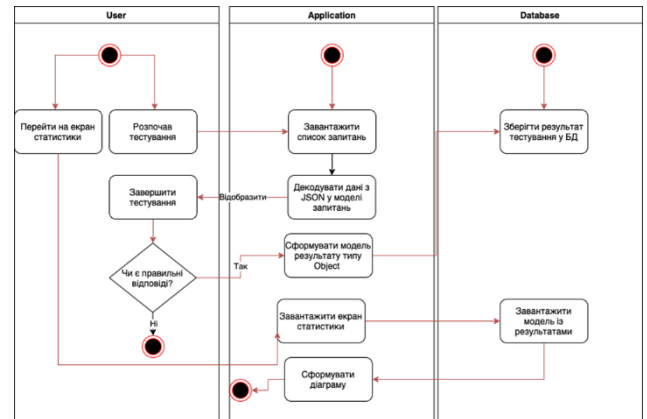 User
Application
Database
Перейти на екран
статистики
Розпочав
тестування
Завантажити
список запитань
Зберігти результат
тестування у БД
Завершити
тестування
Відобразити
Декодувати дані з
JSON у моделі
запитань
Чи є правильні
відповіді?
Так
Сформувати модель
результату типу
Object
Ні
Завантажити екран
статистики
Завантажити
модель із
результатами
Сформувати
діаграму